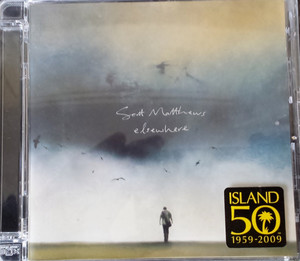 Scott Matthews
elsewhere
ISLAND
50
1959-2009